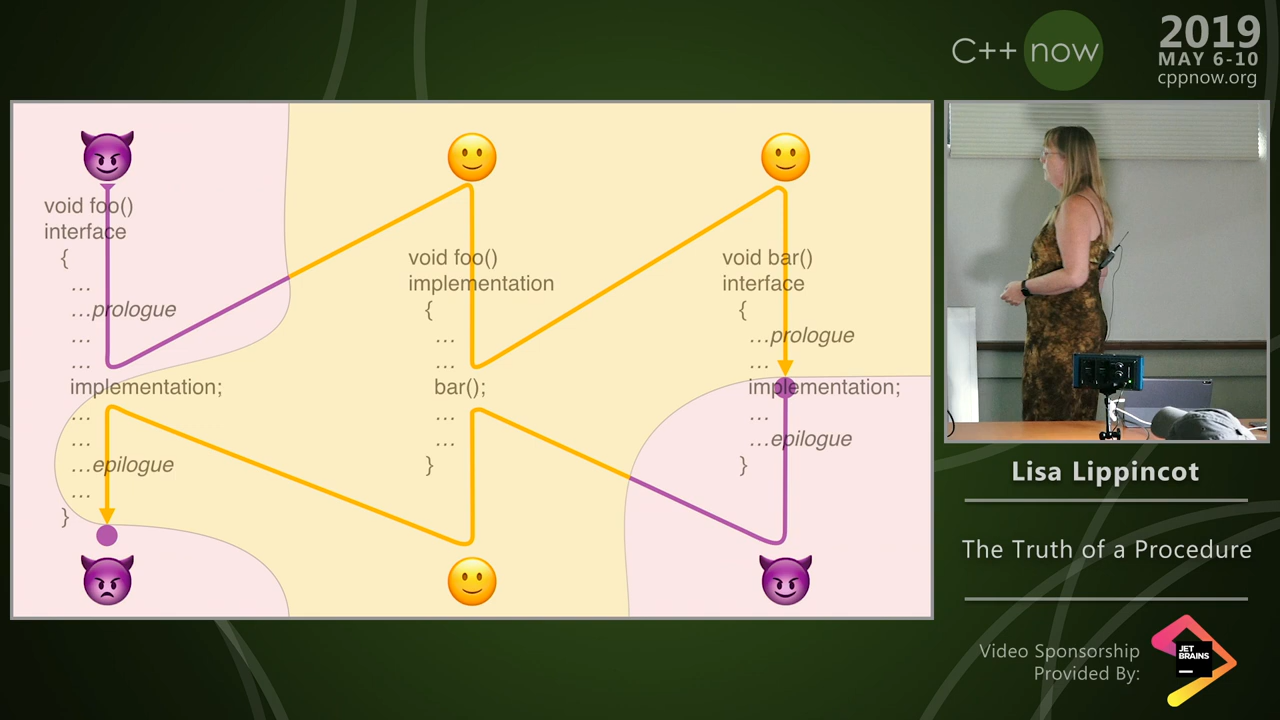 C++ now
2019
MAY 6-10
cppnow.org
void foo()
interface
{
…
…prologue
…
…
implementation;
…
…
…epilogue
…
}
void foo()
implementation
{
…
…
bar();
…
…
}
void bar()
interface
{
…prologue
…
implementation;
…
…epilogue
}
Lisa Lippincot
The Truth of a Procedure
Video Sponsorship
Provided By:
JET
BRAINS